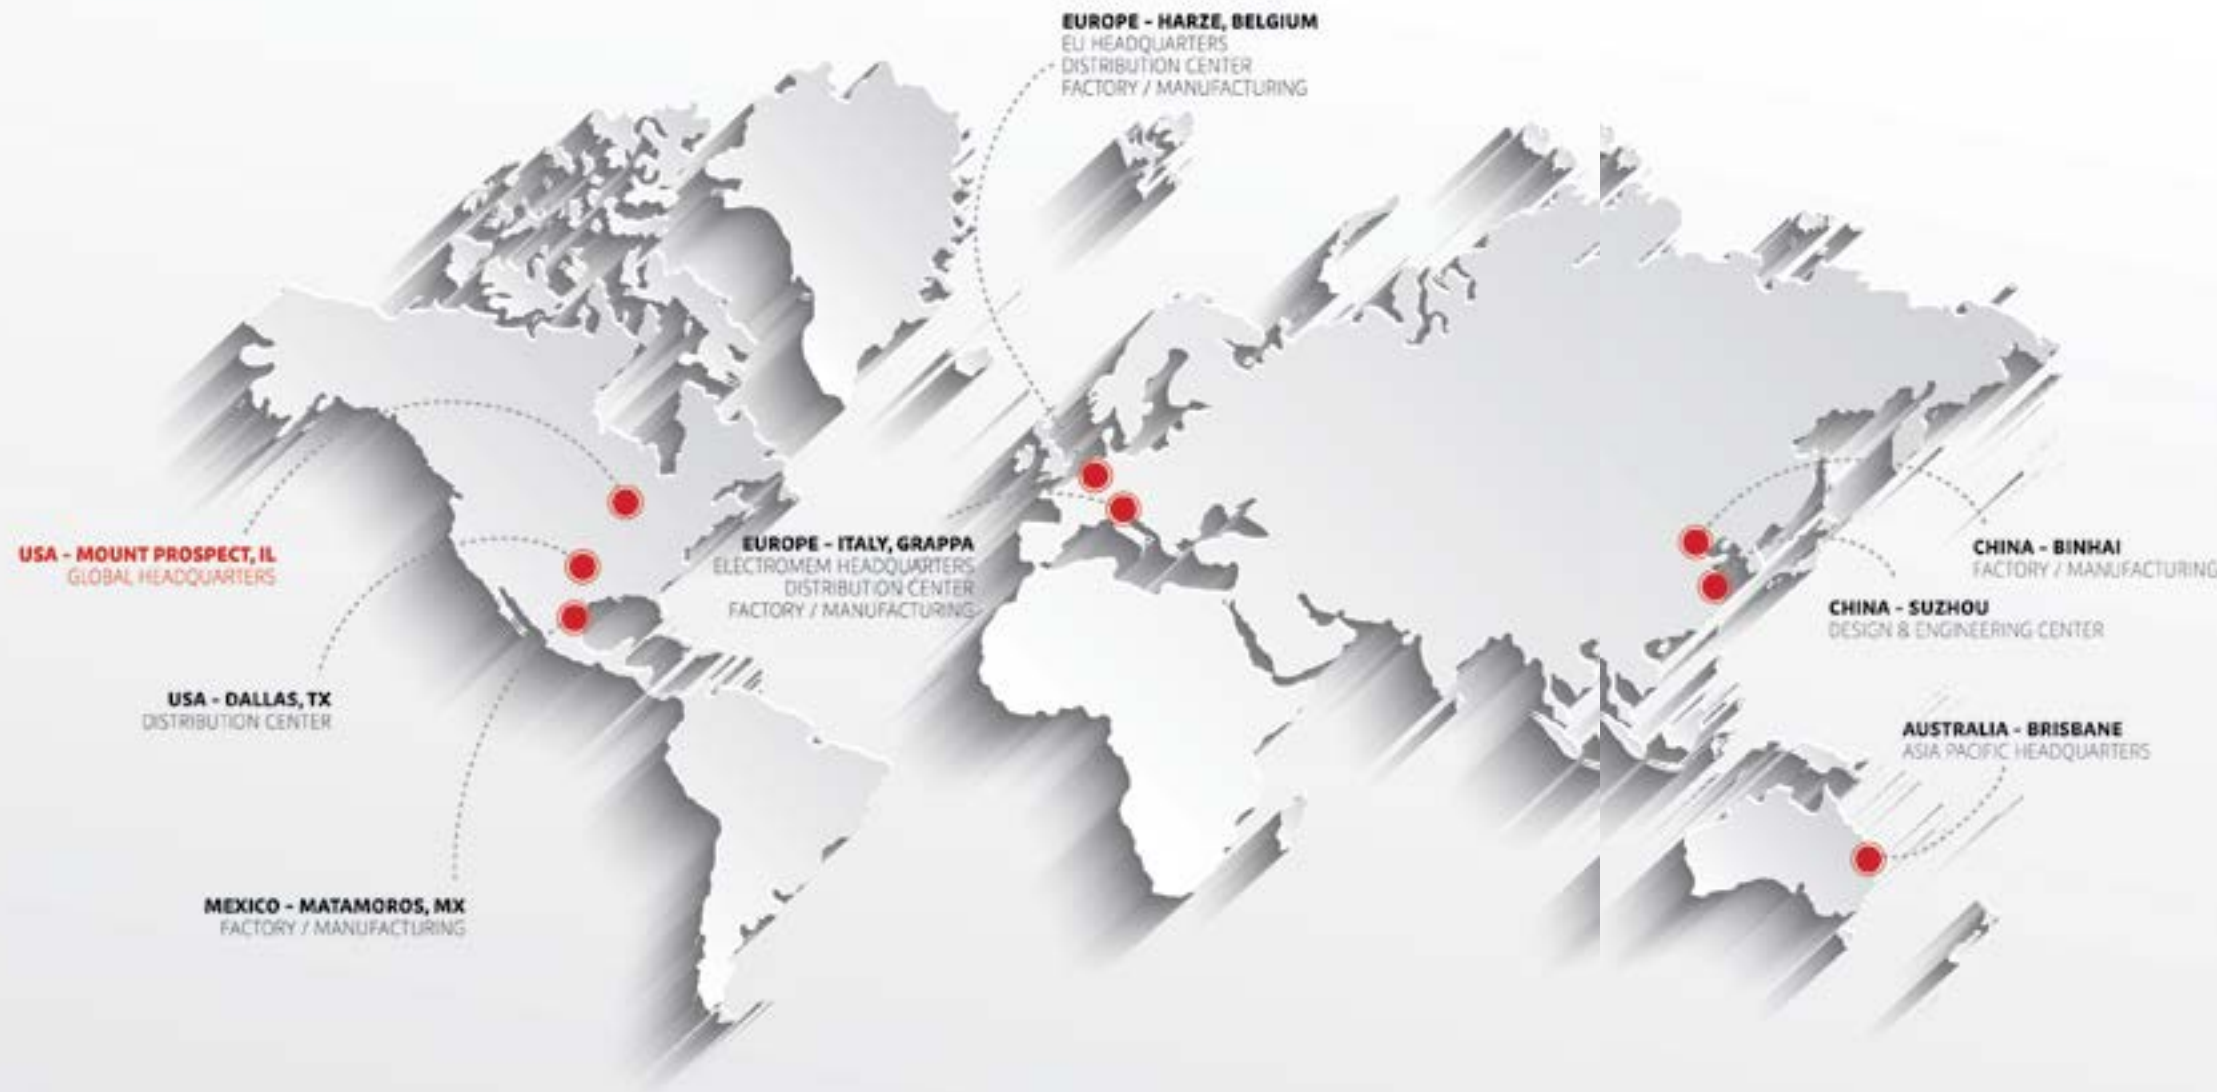 EUROPE - HARZE, BELGIUM
EU HEADQUARTERS
DISTRIBUTION CENTER
FACTORY / MANUFACTURING
USA - MOUNT PROSPECT, IL
GLOBAL HEADQUARTERS
EUROPE - ITALY, GRAPPA
ELECTROMEM HEADQUARTERS
DISTRIBUTION CENTER
FACTORY / MANUFACTURING
CHINA - BINHAI
FACTORY / MANUFACTURING
CHINA - SUZHOU
DESIGN & ENGINEERING CENTER
USA - DALLAS, TX
DISTRIBUTION CENTER
AUSTRALIA - BRISBANE
ASIA PACIFIC HEADQUARTERS
MEXICO - MATAMOROS, MX
FACTORY / MANUFACTURING